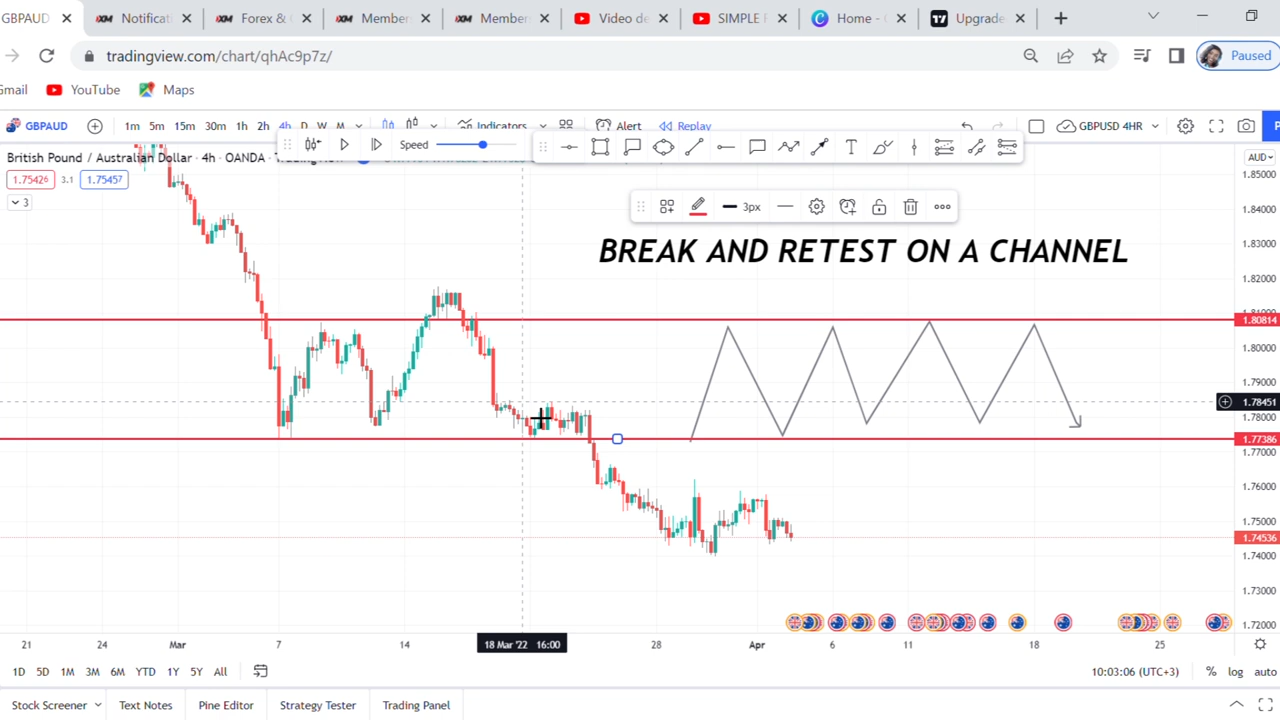 GBPAUD Notificati Forex & Member Member Video de SIMPLE Home - Upgrade
tradingview.com/chart/qhAc9p7z/ Paused
Gmail YouTube Maps
GBPAUD 1m 5m 15m 30m 1h 2h 4h D W M Indicators Alert Replay GBPUSD 4HR
Speed
British Pound / Australian Dollar · 4h · OANDA
AUD
1.75426 3.1 1.75457
3
3px
BREAK AND RETEST ON A CHANNEL
1.85000
1.84000
1.83000
1.82000
1.80814
1.80000
1.79000
1.78451
1.78000
1.77386
1.77000
1.76000
1.75000
1.74536
1.74000
1.73000
1.72000
21 24 Mar 7 14 18 Mar '22 16:00 28 Apr 6 11 18 25
1D 5D 1M 3M 6M YTD 1Y 5Y All 10:03:06 (UTC+3) % log auto
Stock Screener Text Notes Pine Editor Strategy Tester Trading Panel